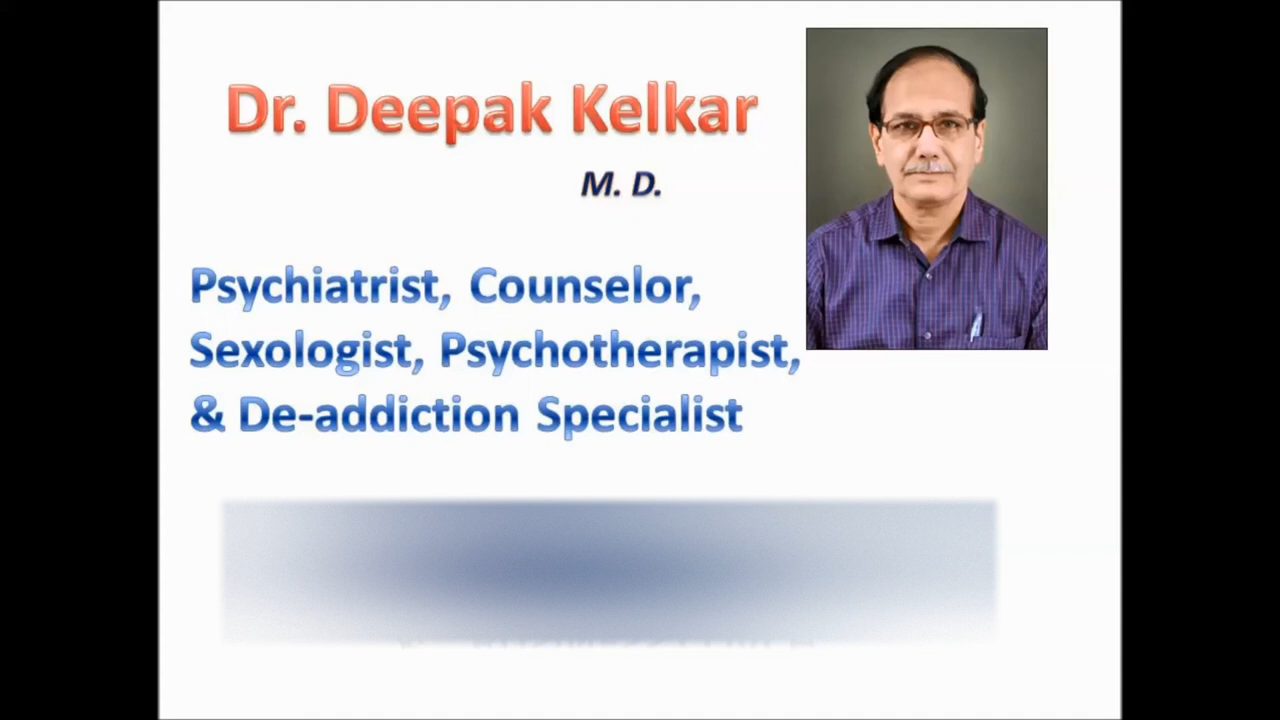 Dr. Deepak Kelkar
M. D.
Psychiatrist, Counselor,
Sexologist, Psychotherapist,
& De-addiction Specialist